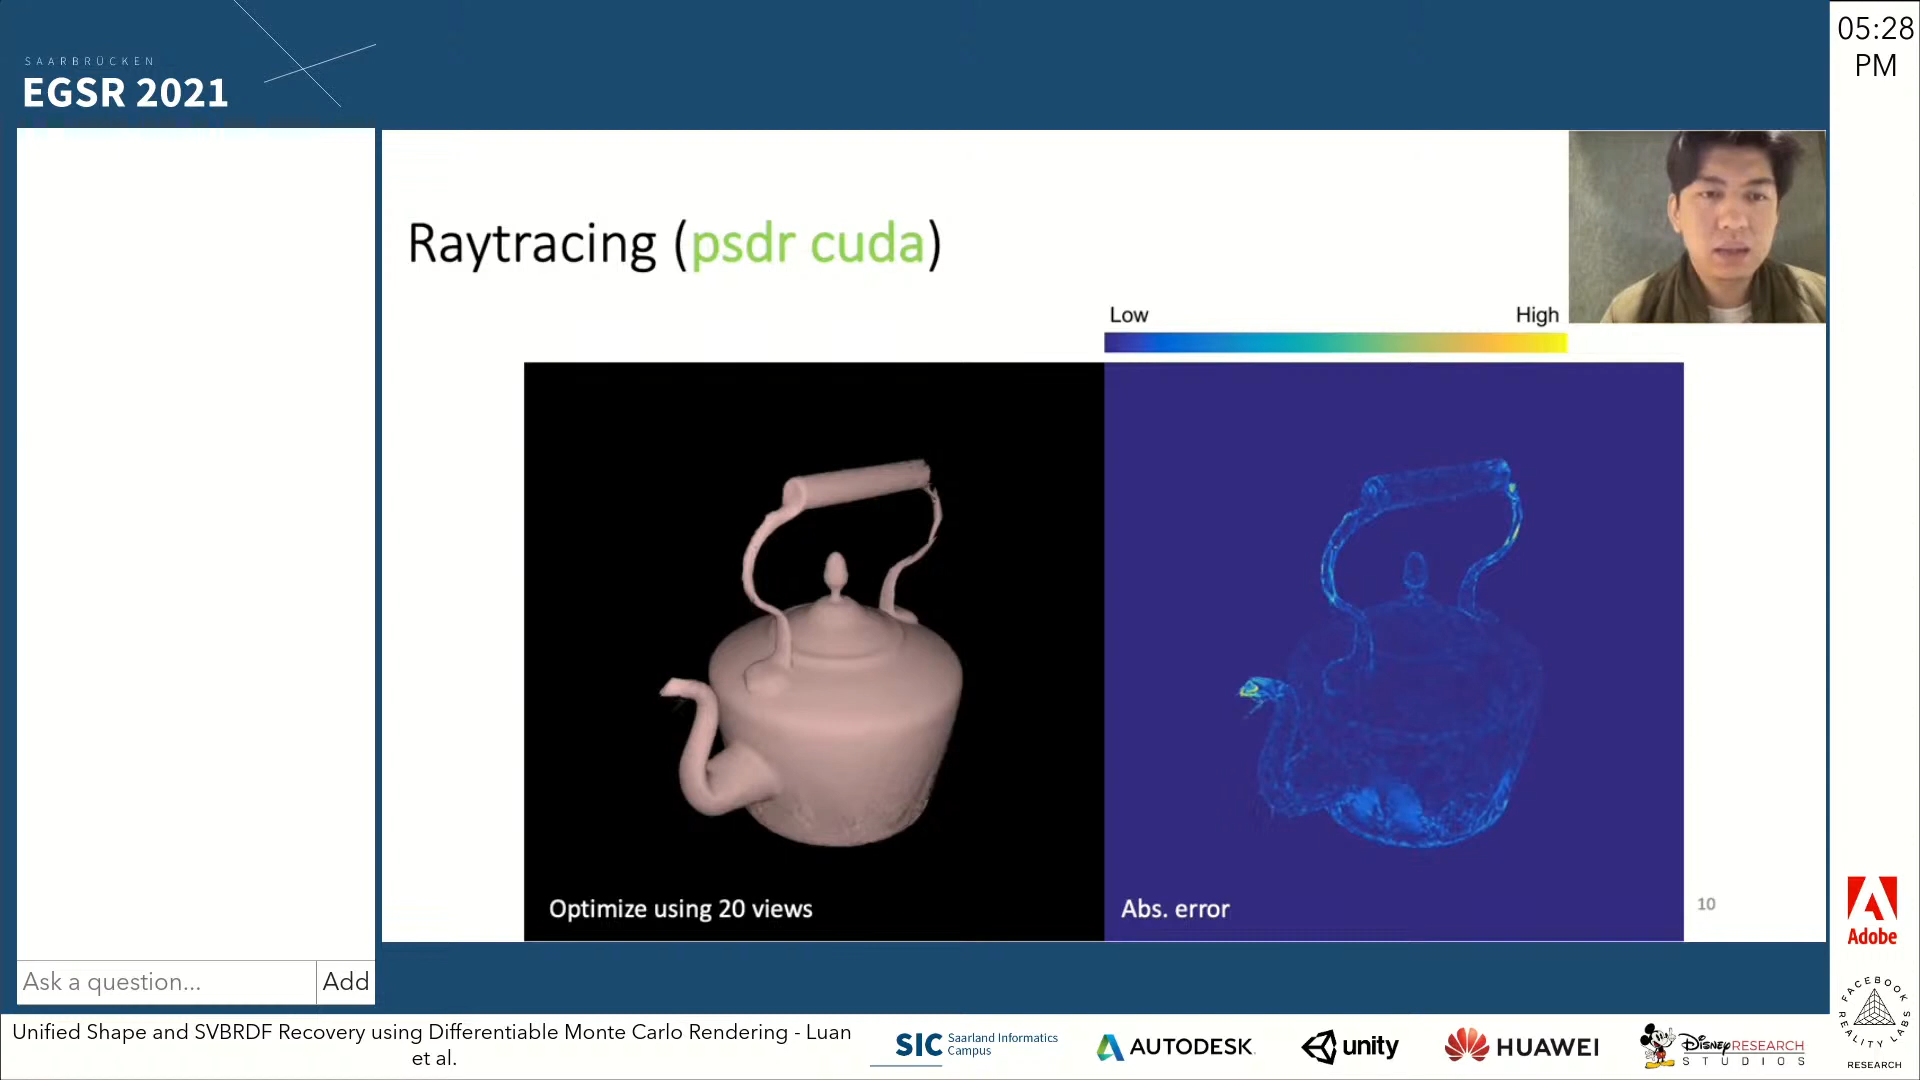 05:28
PM
SAARBRÜCKEN
EGSR 2021
Raytracing (psdr cuda)
Low
High
Optimize using 20 views
Abs. error
10
Adobe
Ask a question...
Add
Unified Shape and SVBRDF Recovery using Differentiable Monte Carlo Rendering - Luan
et al.
SIC Saarland Informatics
Campus
AUTODESK.
unity
HUAWEI
Disney RESEARCH
STUDIOS
FACEBOOK
REALITY LABS
RESEARCH